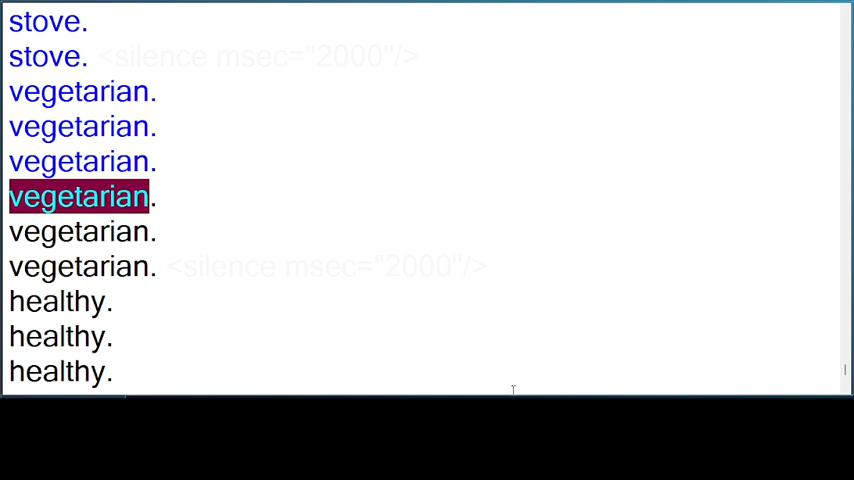 stove.
stove. <silence msec="2000"/>
vegetarian.
vegetarian.
vegetarian.
vegetarian.
vegetarian.
vegetarian. <silence msec="2000"/>
healthy.
healthy.
healthy.